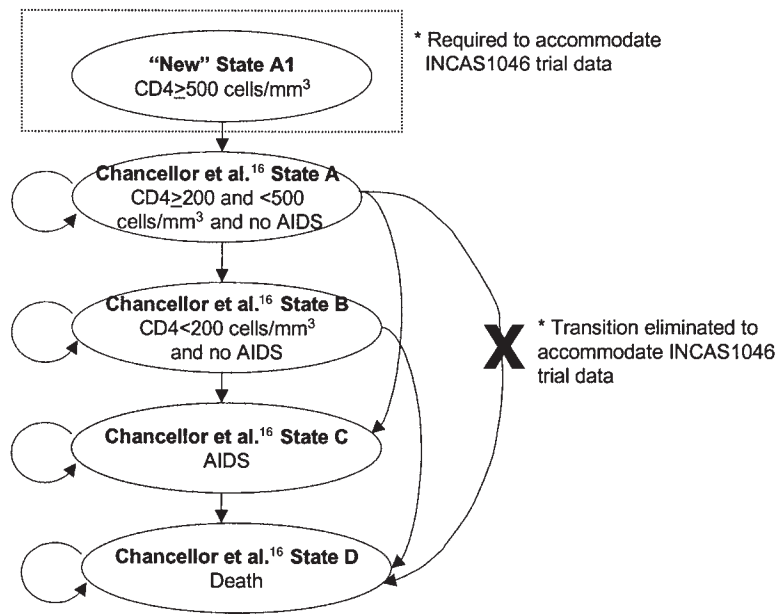 “New” State A1
CD4≥500 cells/mm³
* Required to accommodate
INCAS1046 trial data
Chancellor et al.¹⁶ State A
CD4≥200 and <500
cells/mm³ and no AIDS
Chancellor et al.¹⁶ State B
CD4<200 cells/mm³
and no AIDS
X
* Transition eliminated to
accommodate INCAS1046
trial data
Chancellor et al.¹⁶ State C
AIDS
Chancellor et al.¹⁶ State D
Death